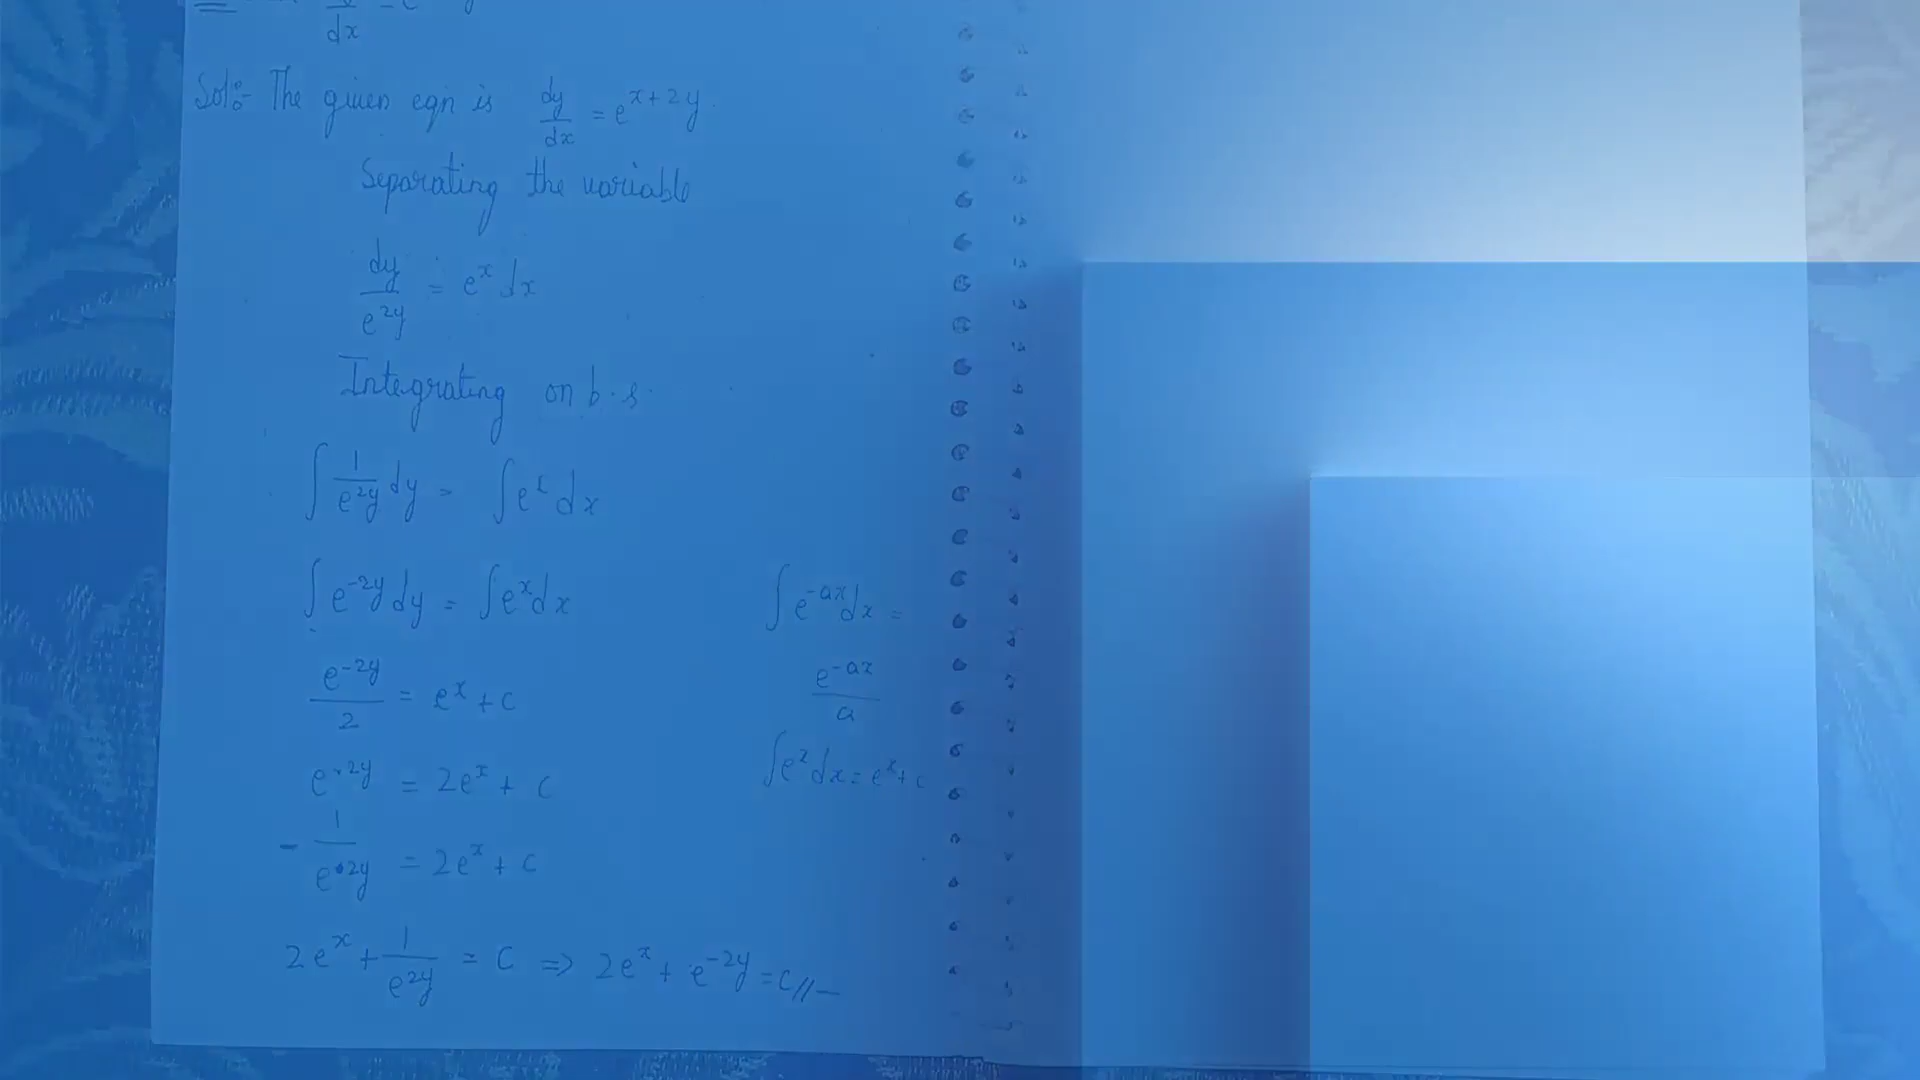 dx
Sol:- The given eqn is dy/dx = e^(x+2y).
Separating the variable
dy/e^(2y) = e^x dx
Integrating on b.s.
∫ 1/e^(2y) dy = ∫ e^x dx
∫ e^(-2y) dy = ∫ e^x dx
e^(-2y)/2 = e^x + c
e^(-2y) = 2e^x + c
- 1/e^(2y) = 2e^x + c
2e^x + 1/e^(2y) = c ⇒ 2e^x + e^(-2y) = c//—
∫ e^(-ax) dx =
e^(-ax)/a
∫ e^x dx = e^x + c